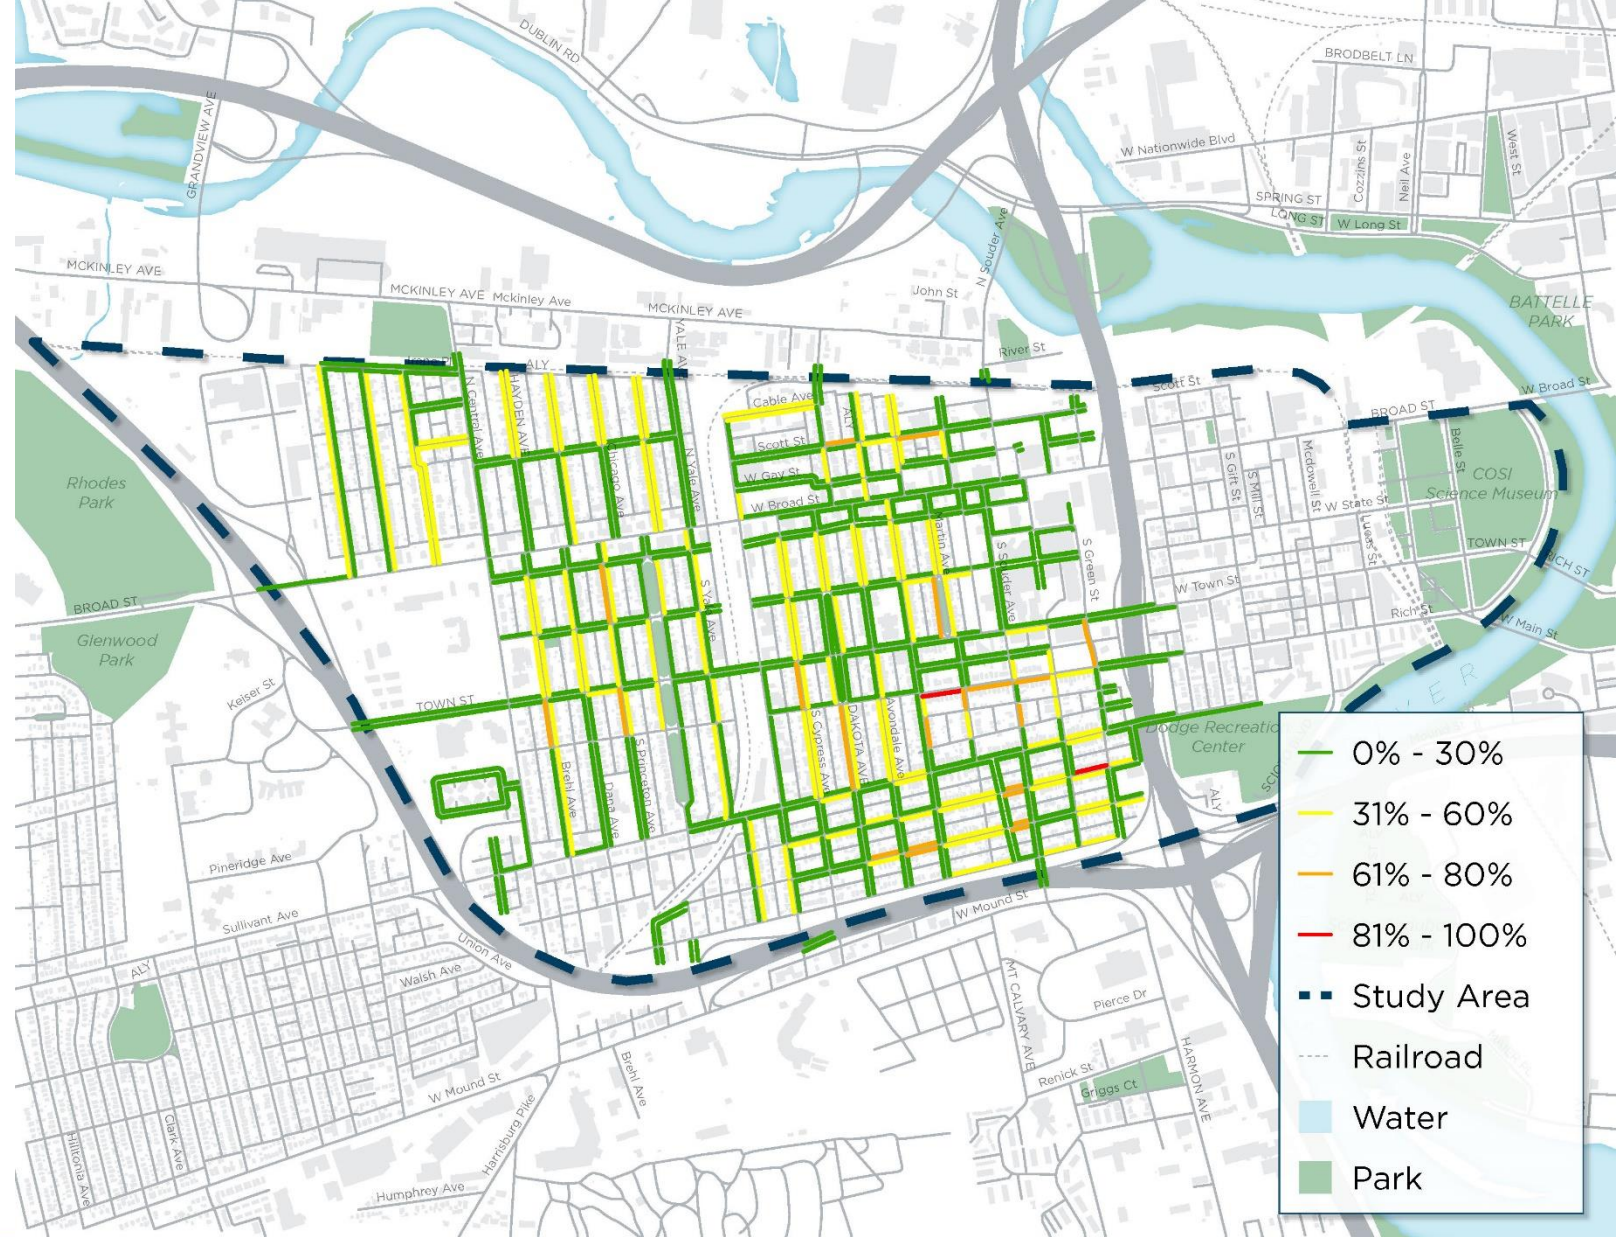 DUBLIN RD
BRODBELT LN
GRANDVIEW AVE
W Nationwide Blvd
Cozzins St
Neil Ave
West St
SPRING ST
LONG ST
W Long St
N Souder Ave
MCKINLEY AVE
MCKINLEY AVE
Mckinley Ave
MCKINLEY AVE
John St
BATTELLE
PARK
YALE AVE
River St
ALY
Scott St
W Broad St
BROAD ST
N Central Ave
HAYDEN AVE
Cable Ave
ALY
Scott St
Chicago Ave
N Yale Ave
W Gay St
W Broad St
Rhodes
Park
S Gift St
S Mill St
Mcdowell St
Belle St
COSI
Science Museum
W State St
Lucas St
Martin Ave
S Souder Ave
S Green St
TOWN ST
RICH ST
W Town St
BROAD ST
S Yale Ave
Rich St
W Main St
Glenwood
Park
Keiser St
TOWN ST
S Cypress Ave
DAKOTA AVE
Avondale Ave
Dodge Recreation
Center
Brehl Ave
Dana Ave
S Princeton Ave
ALY
Pineridge Ave
Sullivant Ave
Union Ave
W Mound St
ALY
Walsh Ave
MT CALVARY AVE
Pierce Dr
HARMON AVE
Renick St
Griggs Ct
Brehl Ave
W Mound St
Harrisburg Pike
Clark Ave
Hiltonia Ave
Humphrey Ave
0% - 30%
31% - 60%
61% - 80%
81% - 100%
Study Area
Railroad
Water
Park